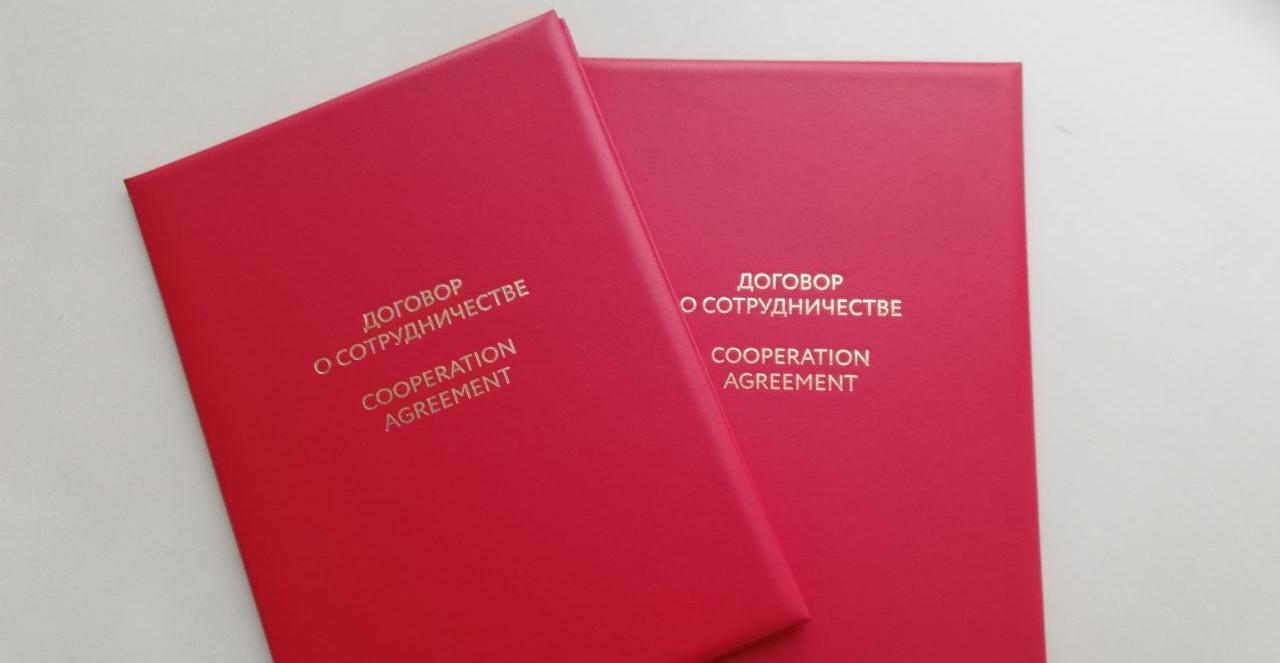 ДОГОВОР
О СОТРУДНИЧЕСТВЕ
COOPERATION
AGREEMENT
ДОГОВОР
О СОТРУДНИЧЕСТВЕ
COOPERATION
AGREEMENT